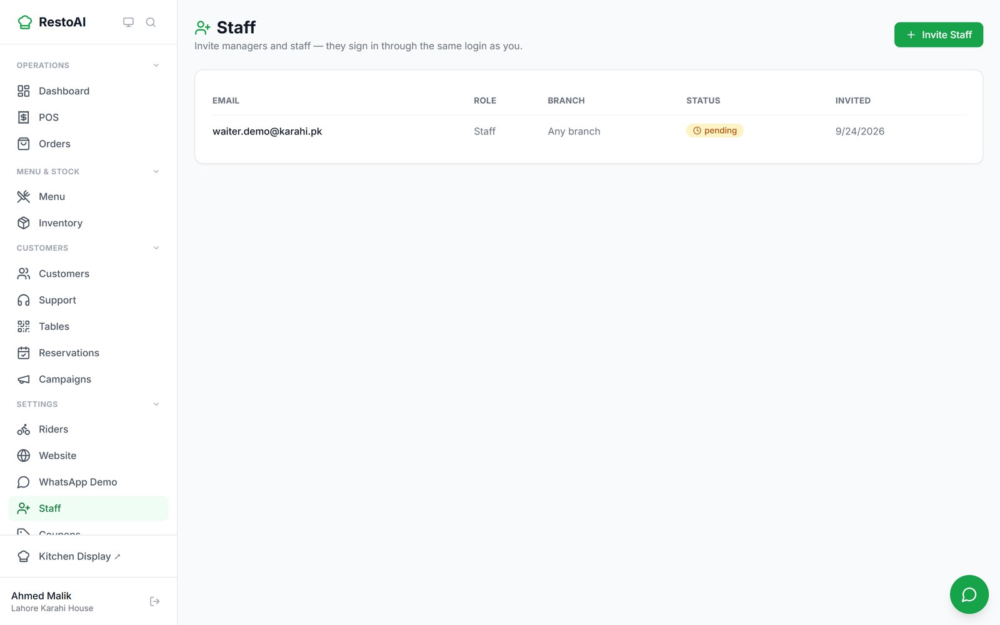 RestoAI
OPERATIONS
Dashboard
POS
Orders
MENU & STOCK
Menu
Inventory
CUSTOMERS
Customers
Support
Tables
Reservations
Campaigns
SETTINGS
Riders
Website
WhatsApp Demo
Staff
Coupons
Kitchen Display ↗
Ahmed Malik
Lahore Karahi House
Staff
Invite managers and staff — they sign in through the same login as you.
+ Invite Staff
EMAIL ROLE BRANCH STATUS INVITED
waiter.demo@karahi.pk Staff Any branch pending 9/24/2026